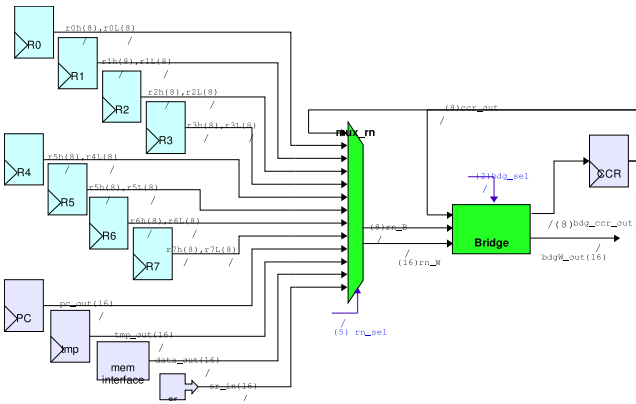 r0h(8),r0L(8)
R0
r1h(8),r1L(8)
R1
r2h(8),r2L(8)
R2
(8)ccr_out
r3h(8),r3L(8)
R3
mux_rn
r5h(8),r4L(8)
R4
CCR
(2)bdg_sel
r5h(8),r5L(8)
R5
r6h(8),r6L(8)
R6
(8)rn_B
(8)bdg_ccr_out
r7h(8),r7L(8)
R7
Bridge
bdgW_out(16)
(16)rn_W
pc_out(16)
PC
(5) rn_sel
tmp_out(16)
tmp
data_out(16)
mem
interface
sr_in(16)
sr